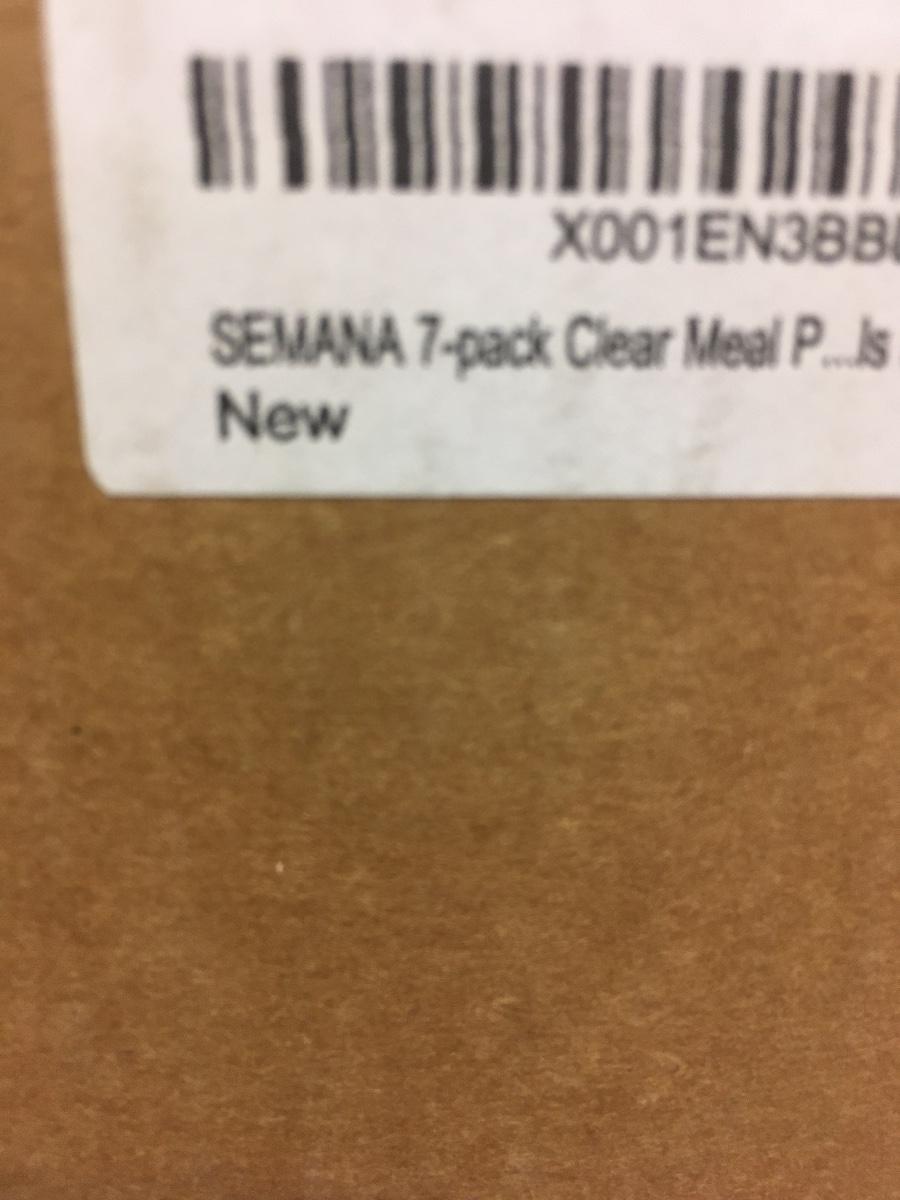 X001EN3BB
SEMANA 7-pack Clear Meal P...ls
New